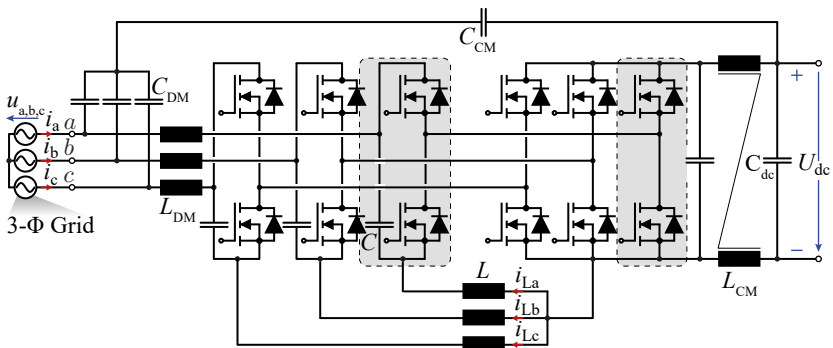 C_CM
C_DM
u_a,b,c
i_a a
i_b b
i_c c
L_DM
3-Φ Grid
C
+
C_dc
U_dc
−
L_CM
L
i_La
i_Lb
i_Lc